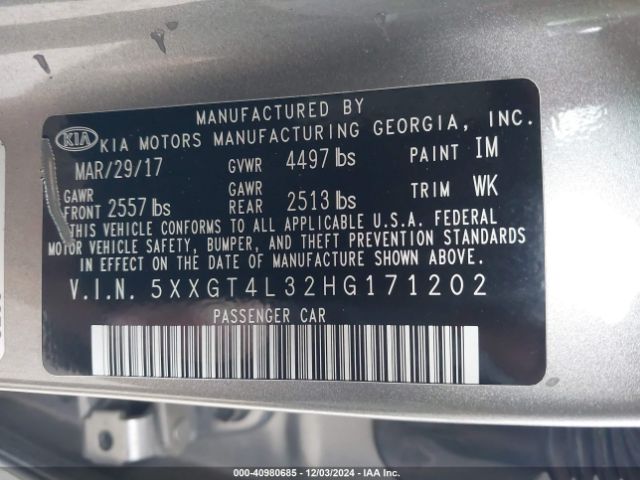 MANUFACTURED BY
KIA KIA MOTORS MANUFACTURING GEORGIA, INC.
MAR/29/17 GVWR 4497 lbs PAINT IM
GAWR FRONT 2557 lbs GAWR REAR 2513 lbs TRIM WK
THIS VEHICLE CONFORMS TO ALL APPLICABLE U.S.A. FEDERAL
MOTOR VEHICLE SAFETY, BUMPER, AND THEFT PREVENTION STANDARDS
IN EFFECT ON THE DATE OF MANUFACTURE SHOWN ABOVE.
V.I.N. 5XXGT4L32HG171202
PASSENGER CAR
000-40980685 - 12/03/2024 - IAA Inc.